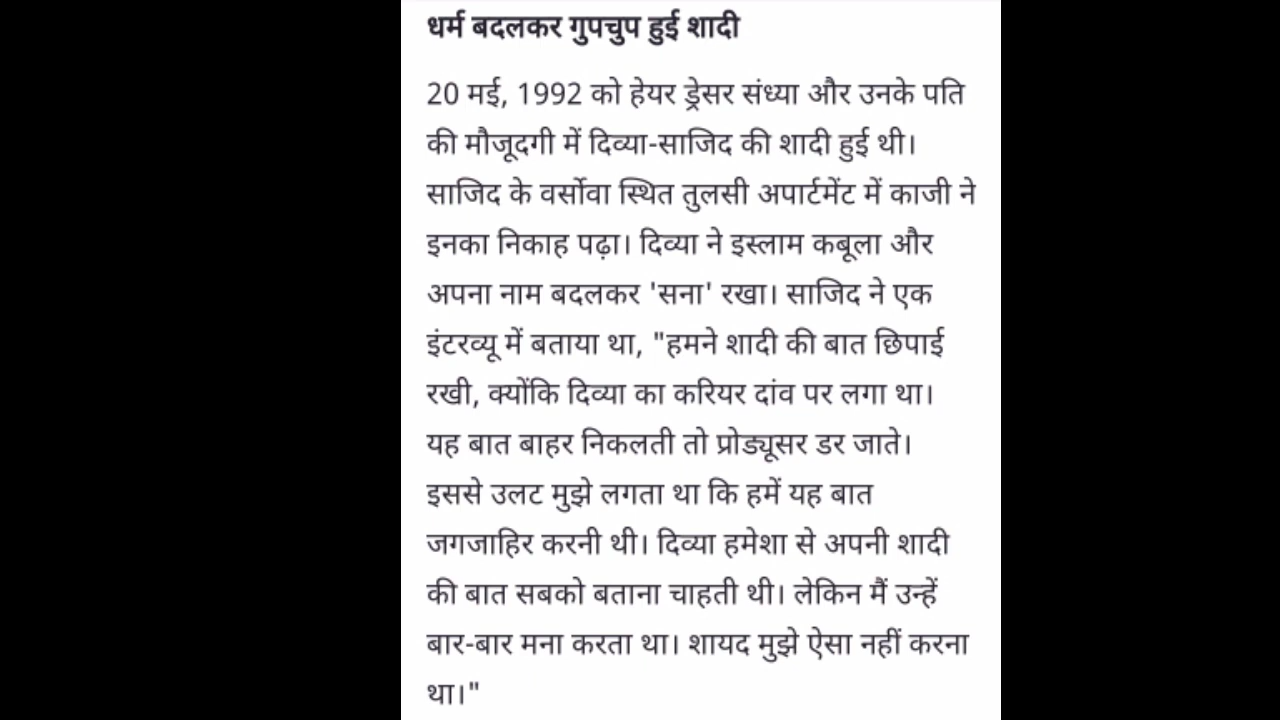 धर्म बदलकर गुपचुप हुई शादी
20 मई, 1992 को हेयर ड्रेसर संध्या और उनके पति
की मौजूदगी में दिव्या-साजिद की शादी हुई थी।
साजिद के वर्सोवा स्थित तुलसी अपार्टमेंट में काजी ने
इनका निकाह पढ़ा। दिव्या ने इस्लाम कबूला और
अपना नाम बदलकर 'सना' रखा। साजिद ने एक
इंटरव्यू में बताया था, "हमने शादी की बात छिपाई
रखी, क्योंकि दिव्या का करियर दांव पर लगा था।
यह बात बाहर निकलती तो प्रोड्यूसर डर जाते।
इससे उलट मुझे लगता था कि हमें यह बात
जगजाहिर करनी थी। दिव्या हमेशा से अपनी शादी
की बात सबको बताना चाहती थी। लेकिन मैं उन्हें
बार-बार मना करता था। शायद मुझे ऐसा नहीं करना
था।"